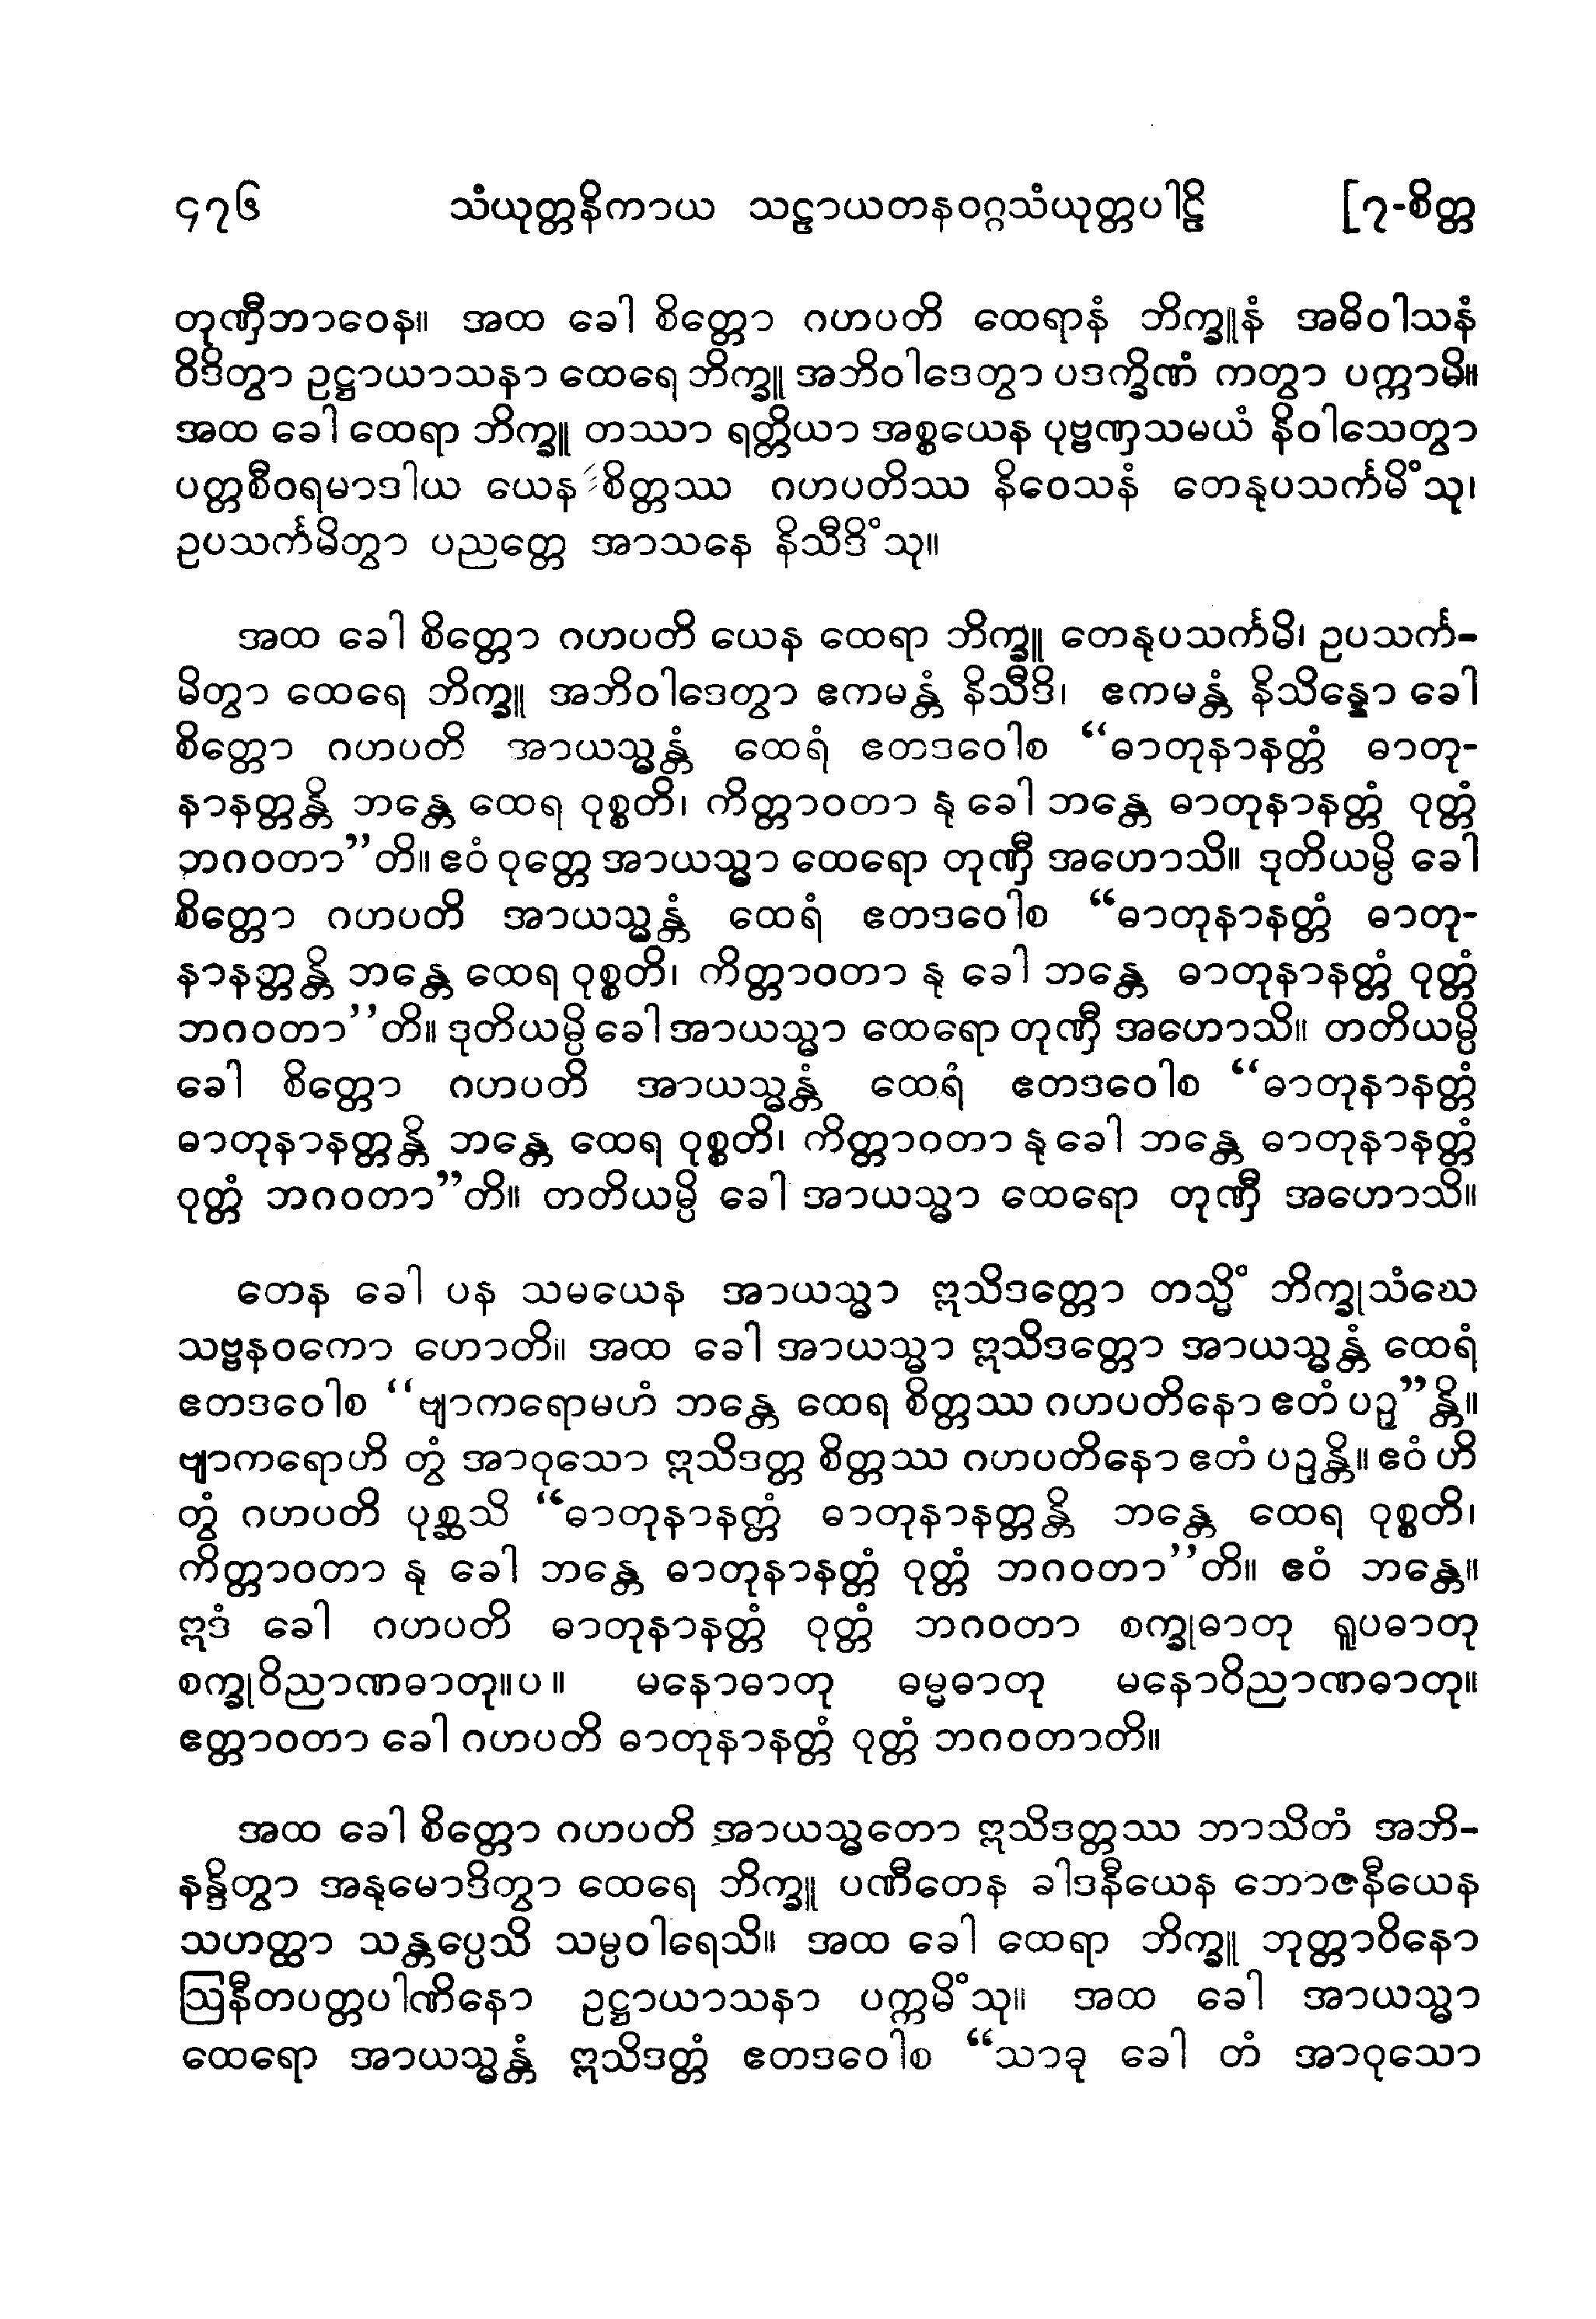 ၄၇၆ သံယုတ္တနိကာယ သဠာယတနဝဂ္ဂသံယုတ္တပါဠိ [၇-စိတ္တ
တုဏှီဘာဝေန။ အထ ခေါ စိတ္တော ဂဟပတိ ထေရာနံ ဘိက္ခူနံ အဓိဝါသနံ
ဝိဒိတွာ ဥဋ္ဌာယာသနာ ထေရေ ဘိက္ခူ အဘိဝါဒေတွာ ပဒက္ခိဏံ ကတွာ ပက္ကာမိ။
အထ ခေါ ထေရာ ဘိက္ခူ တဿာ ရတ္တိယာ အစ္စယေန ပုဗ္ဗဏှသမယံ နိဝါသေတွာ
ပတ္တစီဝရမာဒါယ ယေန စိတ္တဿ ဂဟပတိဿ နိဝေသနံ တေနုပသင်္ကမိံသု၊
ဥပသင်္ကမိတွာ ပညတ္တေ အာသနေ နိသီဒိံသု။
အထ ခေါ စိတ္တော ဂဟပတိ ယေန ထေရာ ဘိက္ခူ တေနုပသင်္ကမိ၊ ဥပသင်္က-
မိတွာ ထေရေ ဘိက္ခူ အဘိဝါဒေတွာ ဧကမန္တံ နိသီဒိ၊ ဧကမန္တံ နိသိန္နော ခေါ
စိတ္တော ဂဟပတိ အာယသ္မန္တံ ထေရံ ဧတဒဝေါစ “ဓာတုနာနတ္တံ ဓာတု-
နာနတ္တန္တိ ဘန္တေ ထေရ ဝုစ္စတိ၊ ကိတ္တာဝတာ နု ခေါ ဘန္တေ ဓာတုနာနတ္တံ ဝုတ္တံ
ဘဂဝတာ”တိ။ ဧဝံ ဝုတ္တေ အာယသ္မာ ထေရော တုဏှီ အဟောသိ။ ဒုတိယမ္ပိ ခေါ
စိတ္တော ဂဟပတိ အာယသ္မန္တံ ထေရံ ဧတဒဝေါစ “ဓာတုနာနတ္တံ ဓာတု-
နာနတ္တန္တိ ဘန္တေ ထေရ ဝုစ္စတိ၊ ကိတ္တာဝတာ နု ခေါ ဘန္တေ ဓာတုနာနတ္တံ ဝုတ္တံ
ဘဂဝတာ’’တိ။ ဒုတိယမ္ပိ ခေါ အာယသ္မာ ထေရော တုဏှီ အဟောသိ။ တတိယမ္ပိ
ခေါ စိတ္တော ဂဟပတိ အာယသ္မန္တံ ထေရံ ဧတဒဝေါစ “ဓာတုနာနတ္တံ
ဓာတုနာနတ္တန္တိ ဘန္တေ ထေရ ဝုစ္စတိ၊ ကိတ္တာဝတာ နု ခေါ ဘန္တေ ဓာတုနာနတ္တံ
ဝုတ္တံ ဘဂဝတာ”တိ။ တတိယမ္ပိ ခေါ အာယသ္မာ ထေရော တုဏှီ အဟောသိ။
တေန ခေါ ပန သမယေန အာယသ္မာ ဣသိဒတ္တော တသ္မိံ ဘိက္ခုသံဃေ
သဗ္ဗနဝကော ဟောတိ။ အထ ခေါ အာယသ္မာ ဣသိဒတ္တော အာယသ္မန္တံ ထေရံ
ဧတဒဝေါစ ‘‘ဗျာကရောမဟံ ဘန္တေ ထေရ စိတ္တဿ ဂဟပတိနော ဧတံ ပဉှ”န္တိ။
ဗျာကရောဟိ တွံ အာဝုသော ဣသိဒတ္တ စိတ္တဿ ဂဟပတိနော ဧတံ ပဉှန္တိ။ ဧဝံ ဟိ
တွံ ဂဟပတိ ပုစ္ဆသိ “ဓာတုနာနတ္တံ ဓာတုနာနတ္တန္တိ ဘန္တေ ထေရ ဝုစ္စတိ၊
ကိတ္တာဝတာ နု ခေါ ဘန္တေ ဓာတုနာနတ္တံ ဝုတ္တံ ဘဂဝတာ’’တိ။ ဧဝံ ဘန္တေ။
ဣဒံ ခေါ ဂဟပတိ ဓာတုနာနတ္တံ ဝုတ္တံ ဘဂဝတာ စက္ခုဓာတု ရူပဓာတု
စက္ခုဝိညာဏဓာတု။ပ။ မနောဓာတု ဓမ္မဓာတု မနောဝိညာဏဓာတု။
ဧတ္တာဝတာ ခေါ ဂဟပတိ ဓာတုနာနတ္တံ ဝုတ္တံ ဘဂဝတာတိ။
အထ ခေါ စိတ္တော ဂဟပတိ အာယသ္မတော ဣသိဒတ္တဿ ဘာသိတံ အဘိ-
နန္ဒိတွာ အနုမောဒိတွာ ထေရေ ဘိက္ခူ ပဏီတေန ခါဒနီယေန ဘောဇနီယေန
သဟတ္ထာ သန္တပ္ပေသိ သမ္ပဝါရေသိ။ အထ ခေါ ထေရာ ဘိက္ခူ ဘုတ္တာဝိနော
ဩနီတပတ္တပါဏိနော ဥဋ္ဌာယာသနာ ပက္ကမိံသု။ အထ ခေါ အာယသ္မာ
ထေရော အာယသ္မန္တံ ဣသိဒတ္တံ ဧတဒဝေါစ “သာဓု ခေါ တံ အာဝုသော